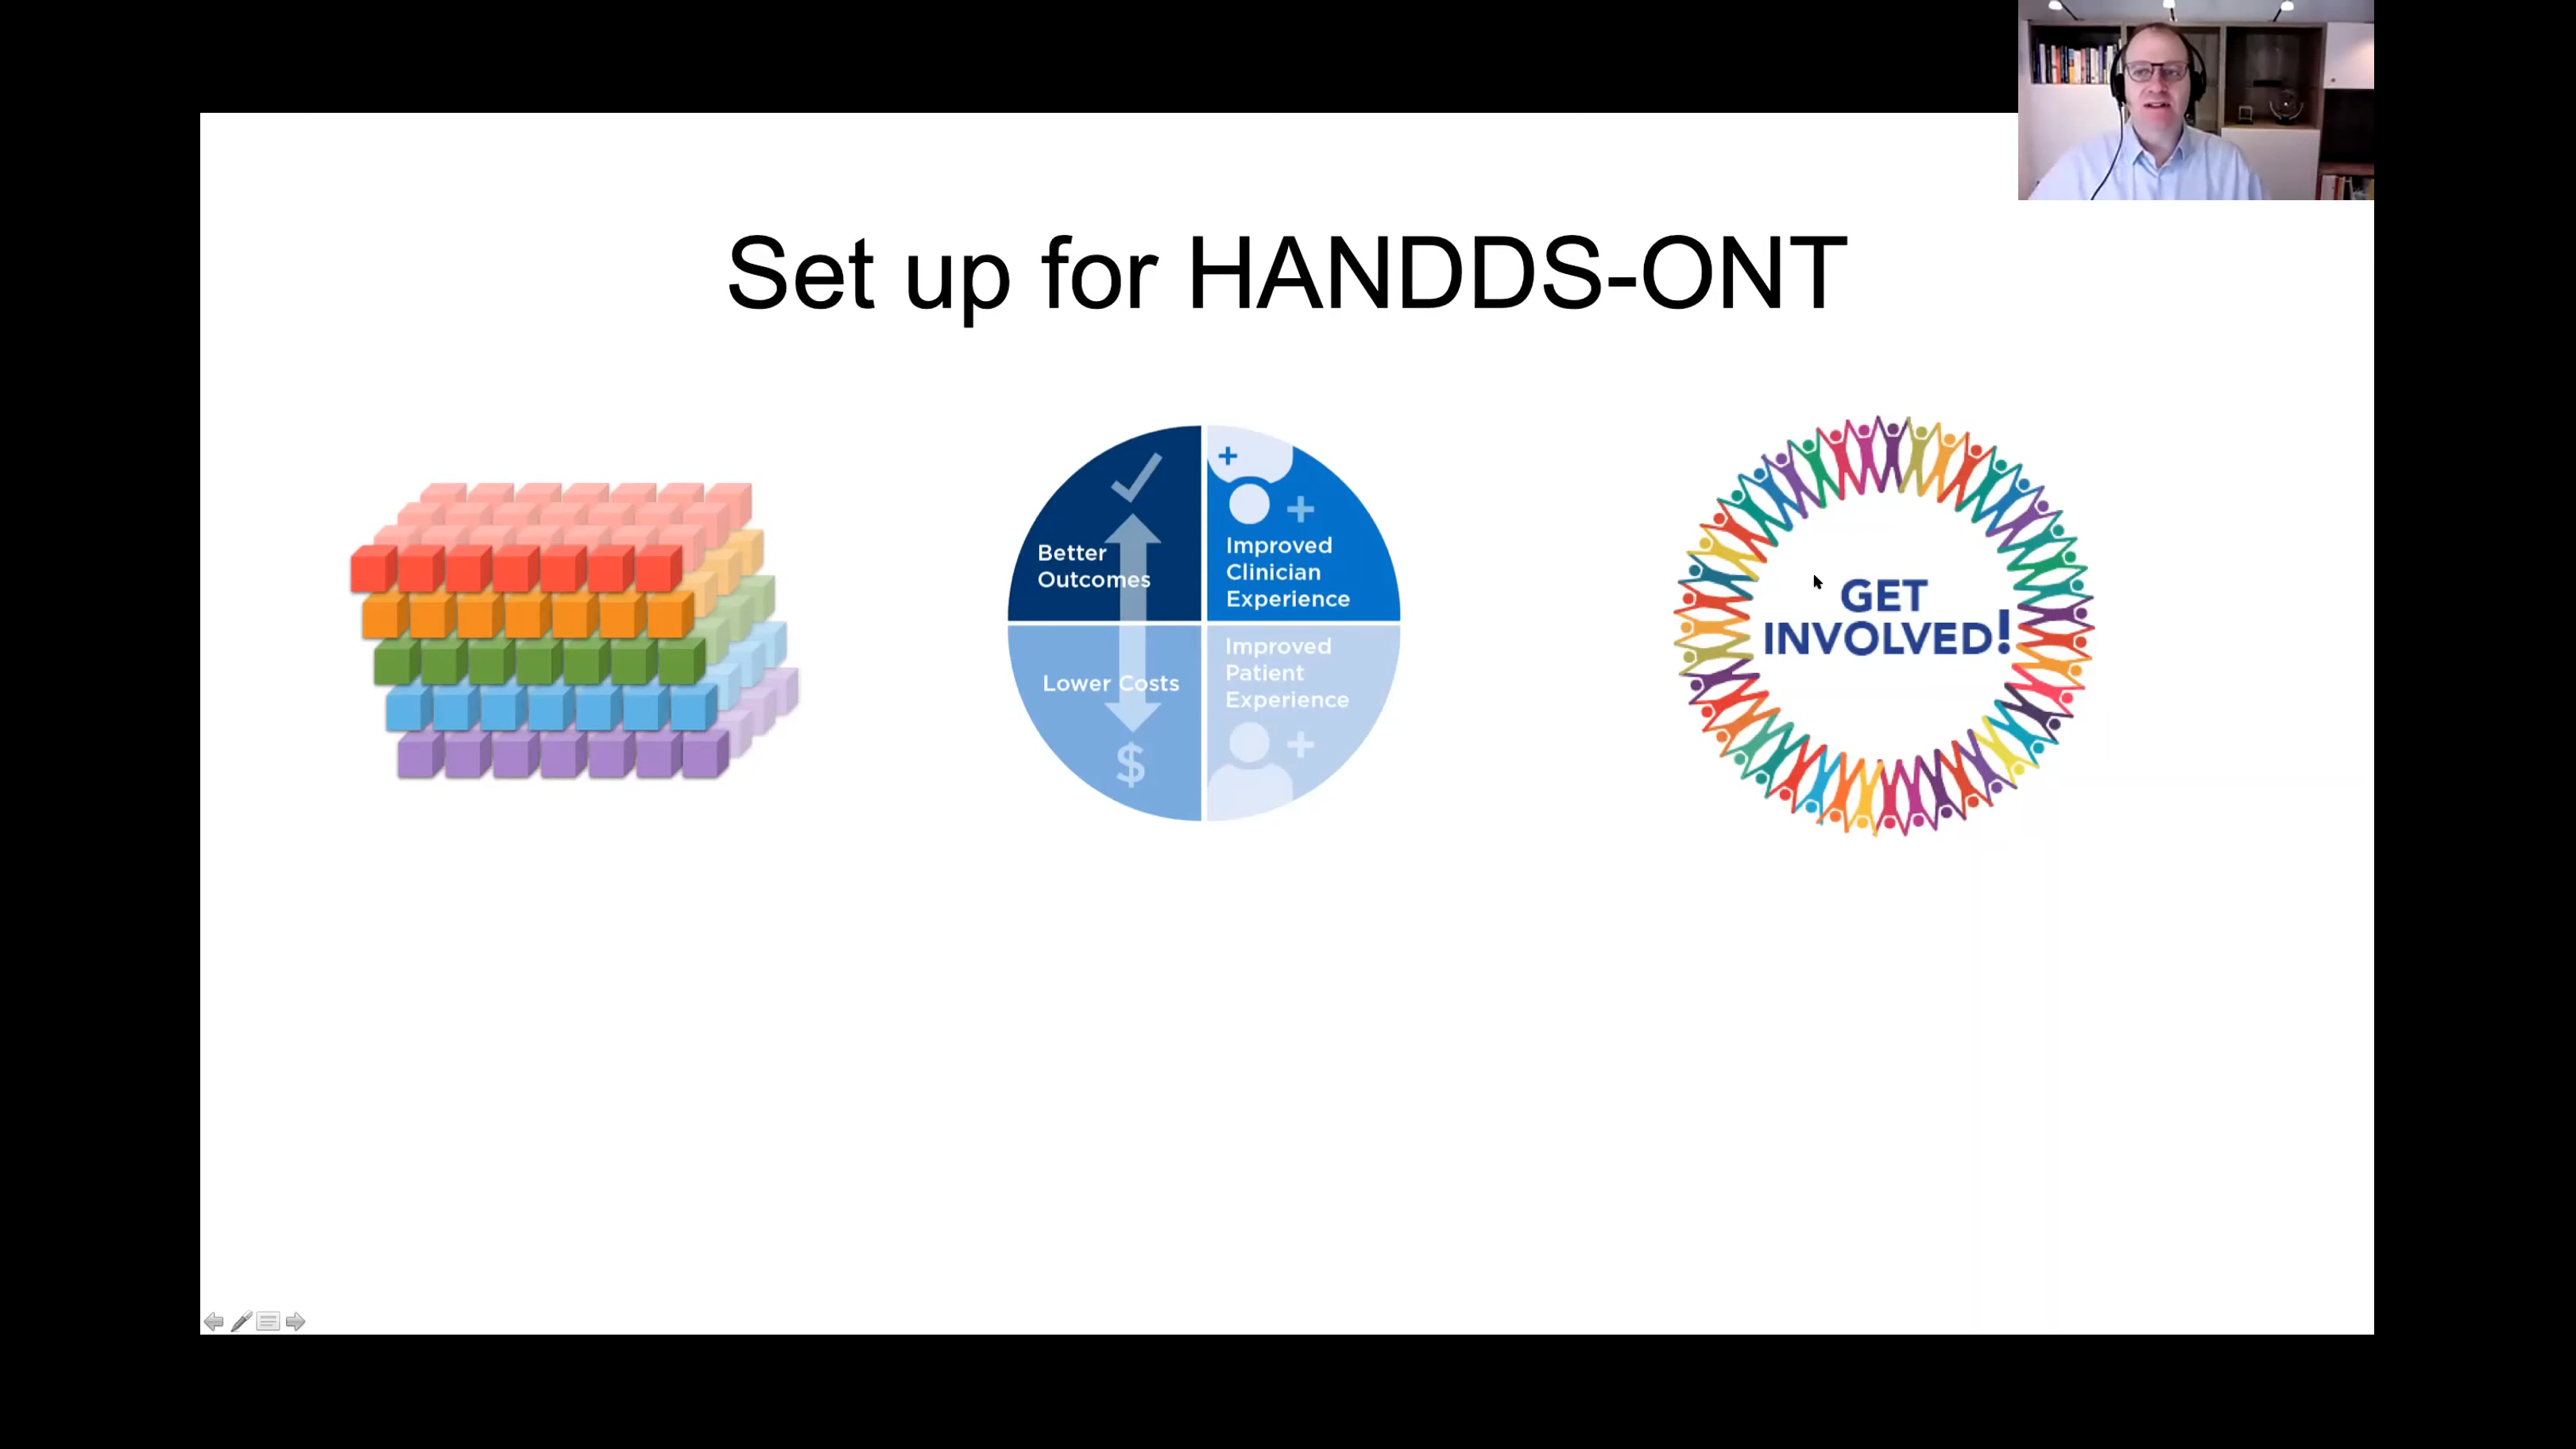 Set up for HANDDS-ONT
Better
Outcomes
Improved
Clinician
Experience
Lower Costs
$
Improved
Patient
Experience
GET
INVOLVED!